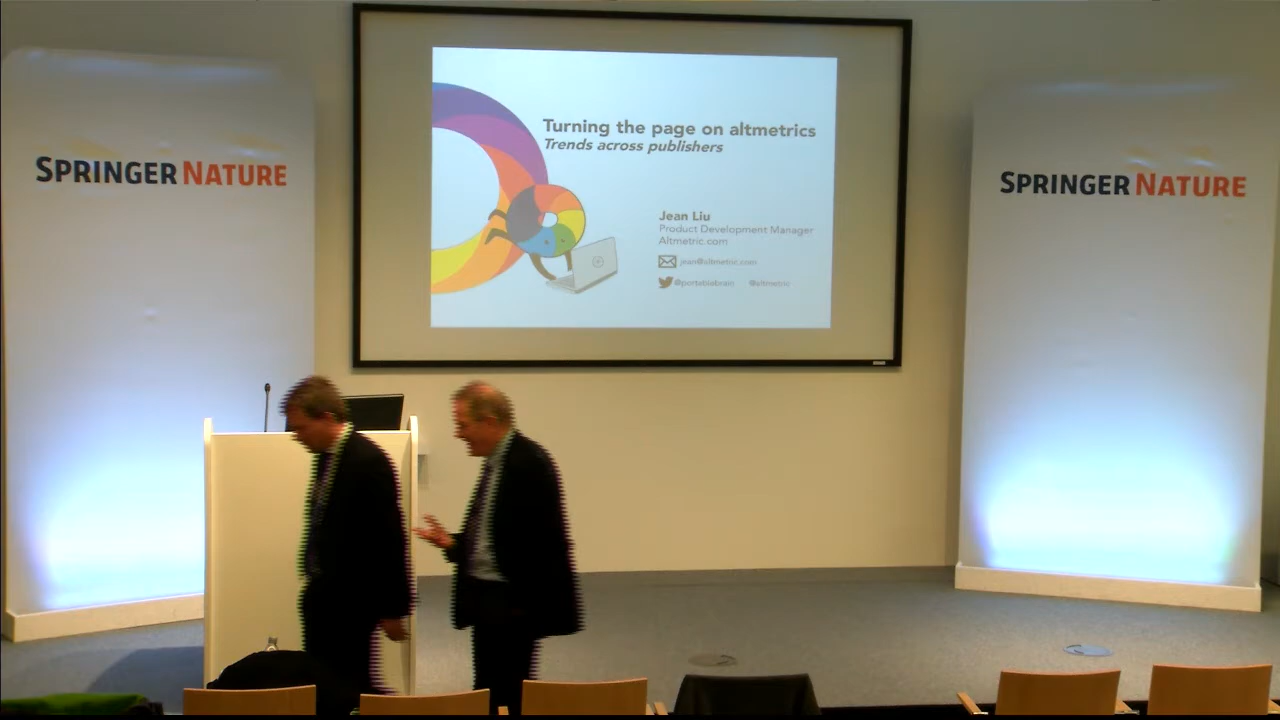 SPRINGER NATURE
Turning the page on altmetrics
Trends across publishers
Jean Liu
Product Development Manager
Altmetric.com
jean@altmetric.com
@portablebrain @altmetric
SPRINGER NATURE